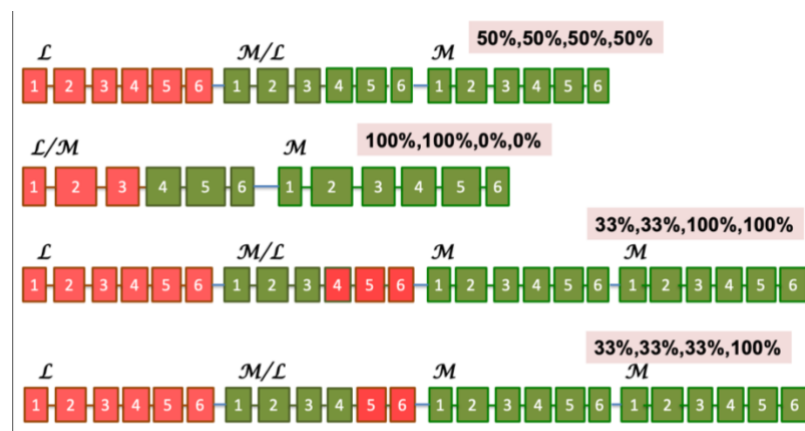 50%,50%,50%,50%
ℒ ℳ/ℒ ℳ
1 2 3 4 5 6 1 2 3 4 5 6 1 2 3 4 5 6
100%,100%,0%,0%
ℒ/ℳ ℳ
1 2 3 4 5 6 1 2 3 4 5 6
33%,33%,100%,100%
ℒ ℳ/ℒ ℳ ℳ
1 2 3 4 5 6 1 2 3 4 5 6 1 2 3 4 5 6 1 2 3 4 5 6
33%,33%,33%,100%
ℒ ℳ/ℒ ℳ ℳ
1 2 3 4 5 6 1 2 3 4 5 6 1 2 3 4 5 6 1 2 3 4 5 6